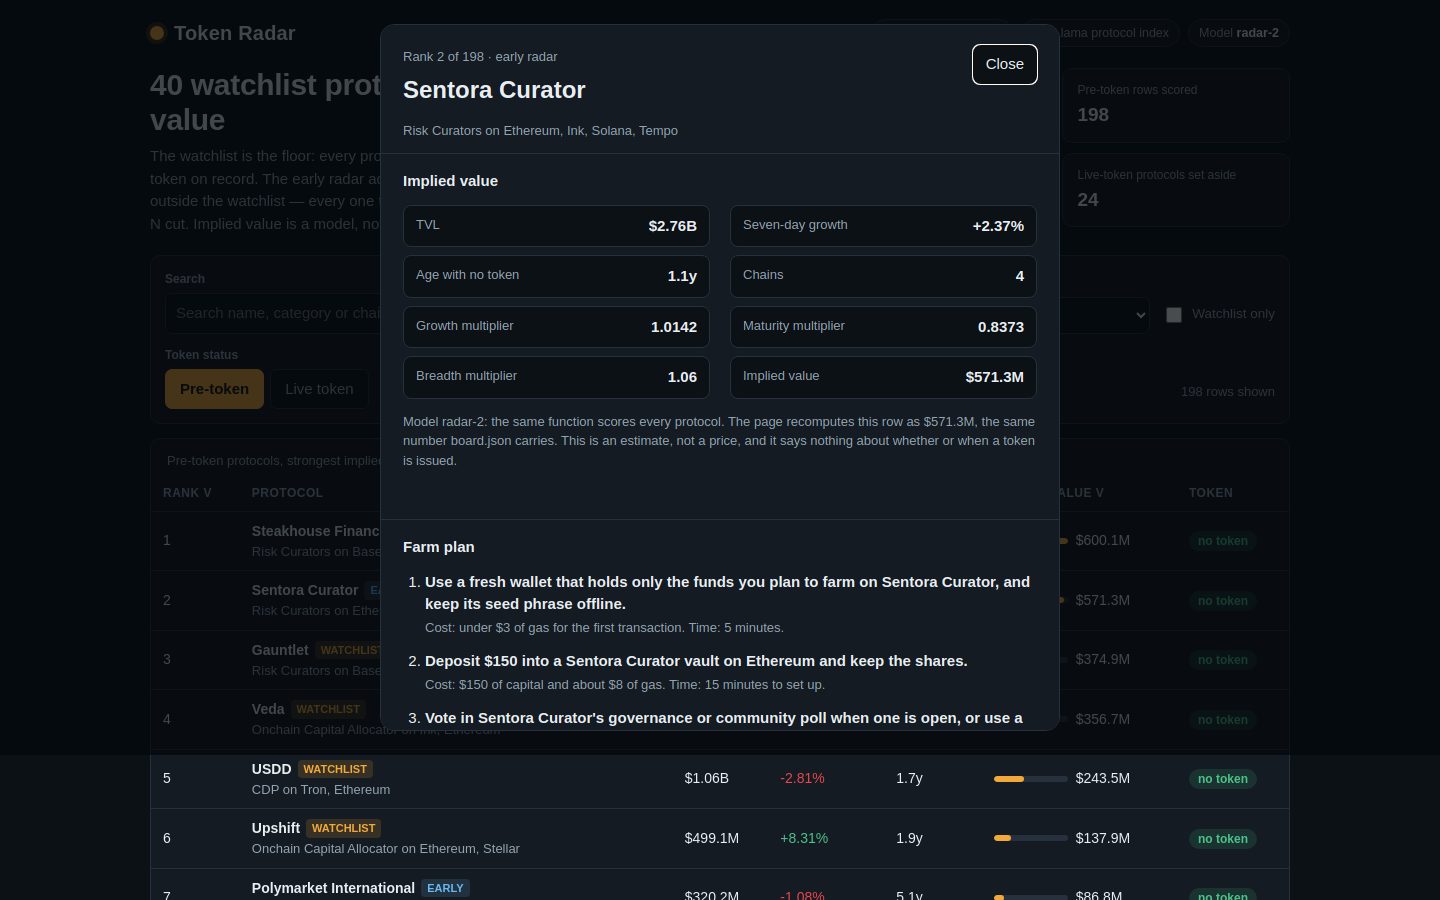 Token Radar
lama protocol index
Model radar-2
40 watchlist prot
value
The watchlist is the floor: every pro
token on record. The early radar ad
outside the watchlist — every one
N cut. Implied value is a model, no
Pre-token rows scored
198
Live-token protocols set aside
24
Search
Search name, category or chai
Watchlist only
Token status
Pre-token
Live token
198 rows shown
Pre-token protocols, strongest implied
RANK V PROTOCOL ALUE V TOKEN
1 Steakhouse Financ $600.1M no token
Risk Curators on Base
2 Sentora Curator EA $571.3M no token
Risk Curators on Ethe
3 Gauntlet WATCHLIST $374.9M no token
Risk Curators on Base
4 Veda WATCHLIST $356.7M no token
Onchain Capital Allocator on Ink, Ethereum
5 USDD WATCHLIST $1.06B -2.81% 1.7y $243.5M no token
CDP on Tron, Ethereum
6 Upshift WATCHLIST $499.1M +8.31% 1.9y $137.9M no token
Onchain Capital Allocator on Ethereum, Stellar
7 Polymarket International EARLY $320.2M -1.08% 5.1y $86.8M no token
Rank 2 of 198 · early radar
Close
Sentora Curator
Risk Curators on Ethereum, Ink, Solana, Tempo
Implied value
TVL $2.76B
Seven-day growth +2.37%
Age with no token 1.1y
Chains 4
Growth multiplier 1.0142
Maturity multiplier 0.8373
Breadth multiplier 1.06
Implied value $571.3M
Model radar-2: the same function scores every protocol. The page recomputes this row as $571.3M, the same
number board.json carries. This is an estimate, not a price, and it says nothing about whether or when a token
is issued.
Farm plan
1. Use a fresh wallet that holds only the funds you plan to farm on Sentora Curator, and
keep its seed phrase offline.
Cost: under $3 of gas for the first transaction. Time: 5 minutes.
2. Deposit $150 into a Sentora Curator vault on Ethereum and keep the shares.
Cost: $150 of capital and about $8 of gas. Time: 15 minutes to set up.
3. Vote in Sentora Curator's governance or community poll when one is open, or use a